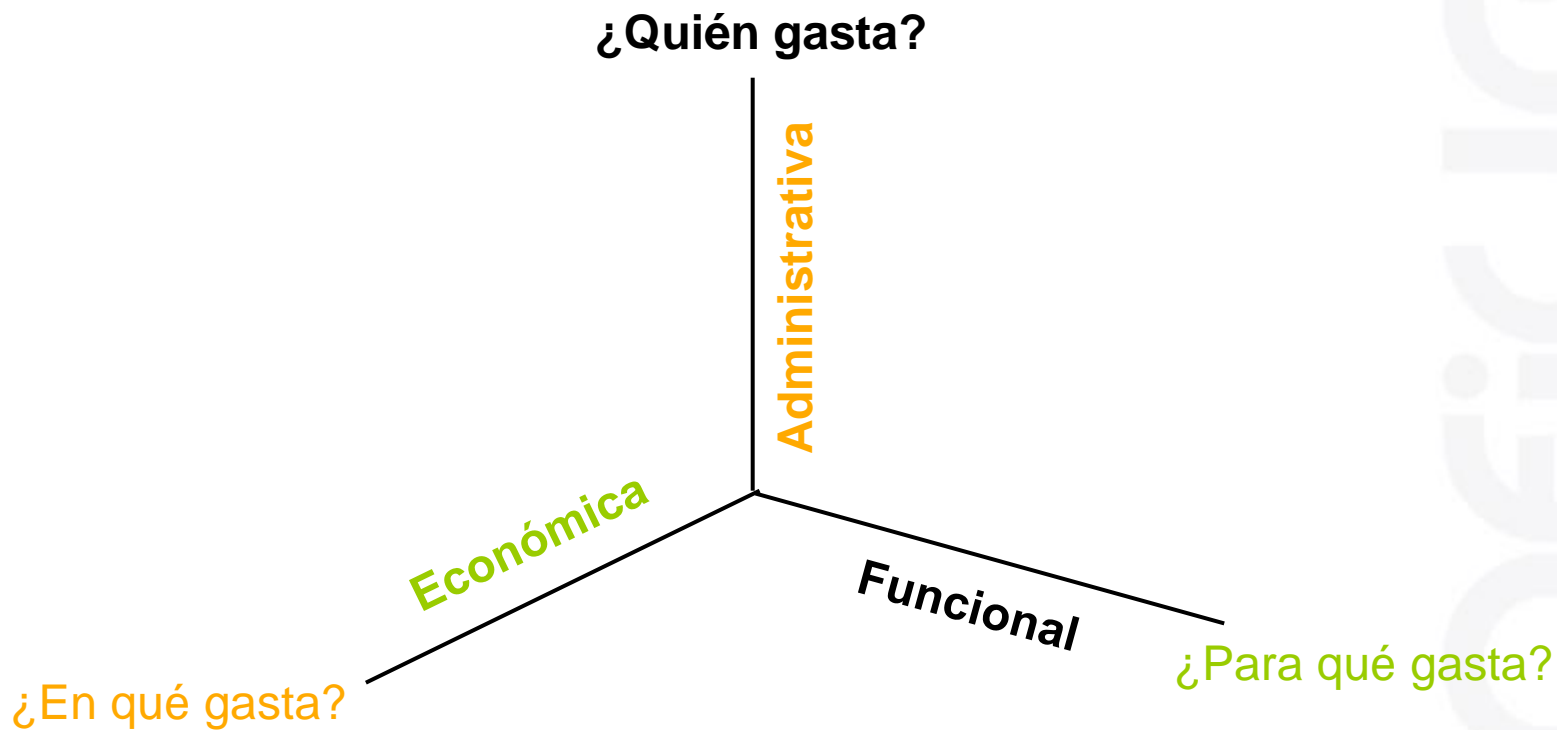 ¿Quién gasta?
Administrativa
Económica
Funcional
¿Para qué gasta?
¿En qué gasta?